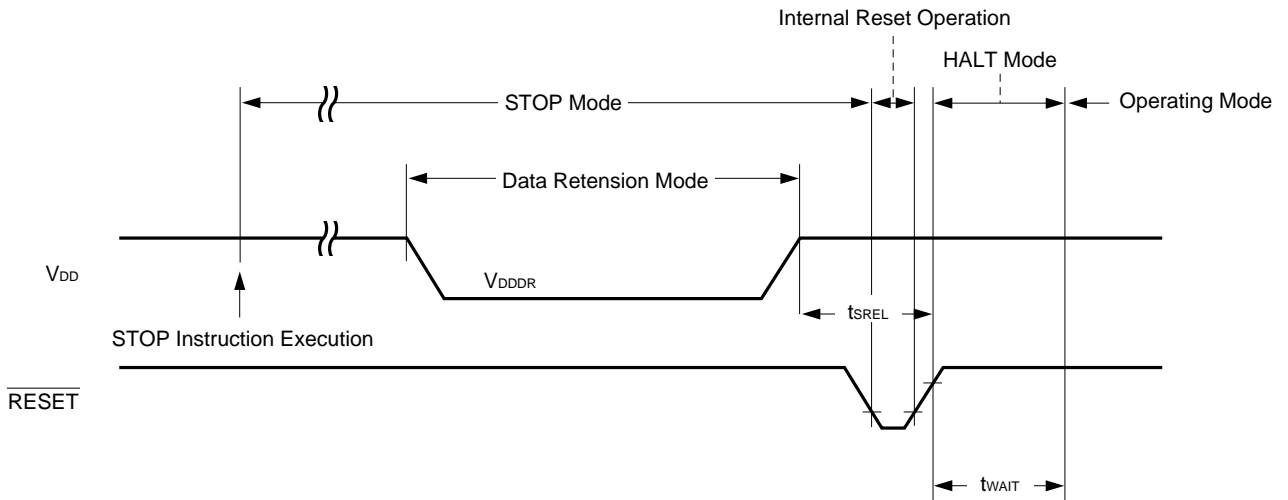 Internal Reset Operation
HALT Mode
STOP Mode
Operating Mode
Data Retension Mode
VDD
VDDDR
tSREL
STOP Instruction Execution
RESET
tWAIT